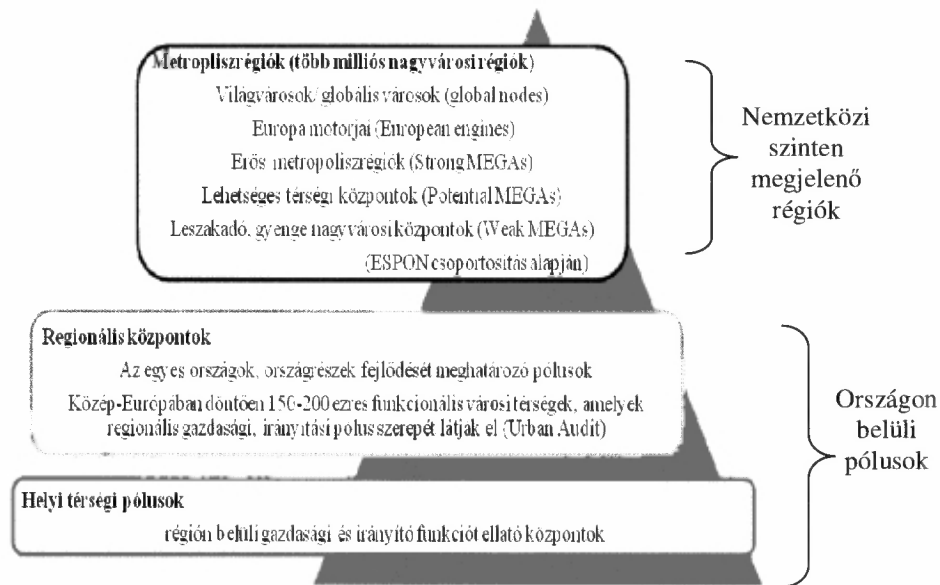 Metropliszrégiók (több milliós nagyvárosi régiók)
Világvárosok/globális városok (global nodes)
Europa motorjai (European engines)
Erős metropoliszrégiók (Strong MEGAs)
Lehetséges térségi központok (Potential MEGAs)
Leszakadó, gyenge nagyvárosi központok (Weak MEGAs)
(ESPON csoportosítás alapján)
Nemzetközi
szinten
megjelenő
régiók
Regionális központok
Az egyes országok, országrészek fejlődését meghatározó pólusok
Közép-Európában döntően 150-200 ezres funkcionális városi térségek, amelyek
regionális gazdasági, irányítási pólus szerepét látják el (Urban Audit)
Országon
belüli
pólusok
Helyi térségi pólusok
région belüli gazdasági és irányító funkciót ellató központok